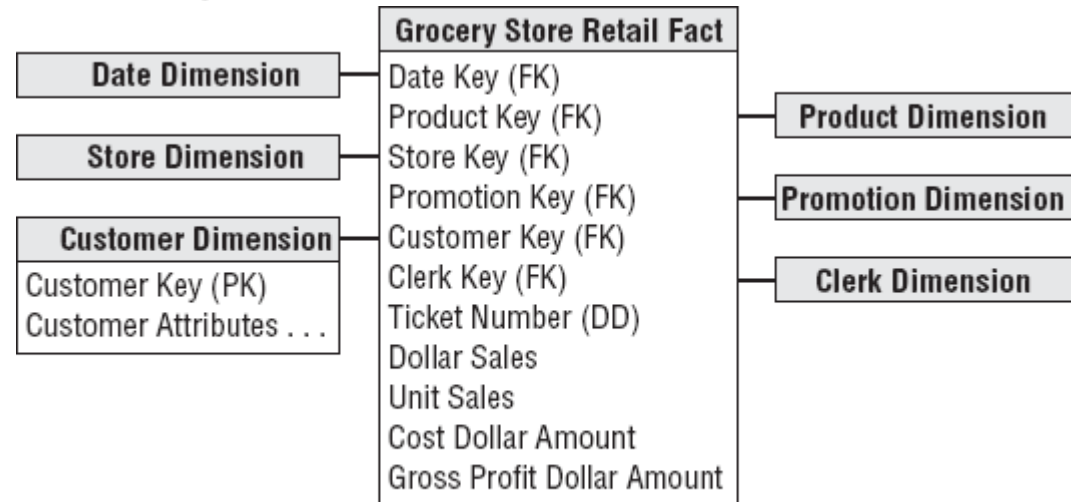 Grocery Store Retail Fact
Date Key (FK)
Product Key (FK)
Store Key (FK)
Promotion Key (FK)
Customer Key (FK)
Clerk Key (FK)
Ticket Number (DD)
Dollar Sales
Unit Sales
Cost Dollar Amount
Gross Profit Dollar Amount
Date Dimension
Store Dimension
Customer Dimension
Customer Key (PK)
Customer Attributes . . .
Product Dimension
Promotion Dimension
Clerk Dimension